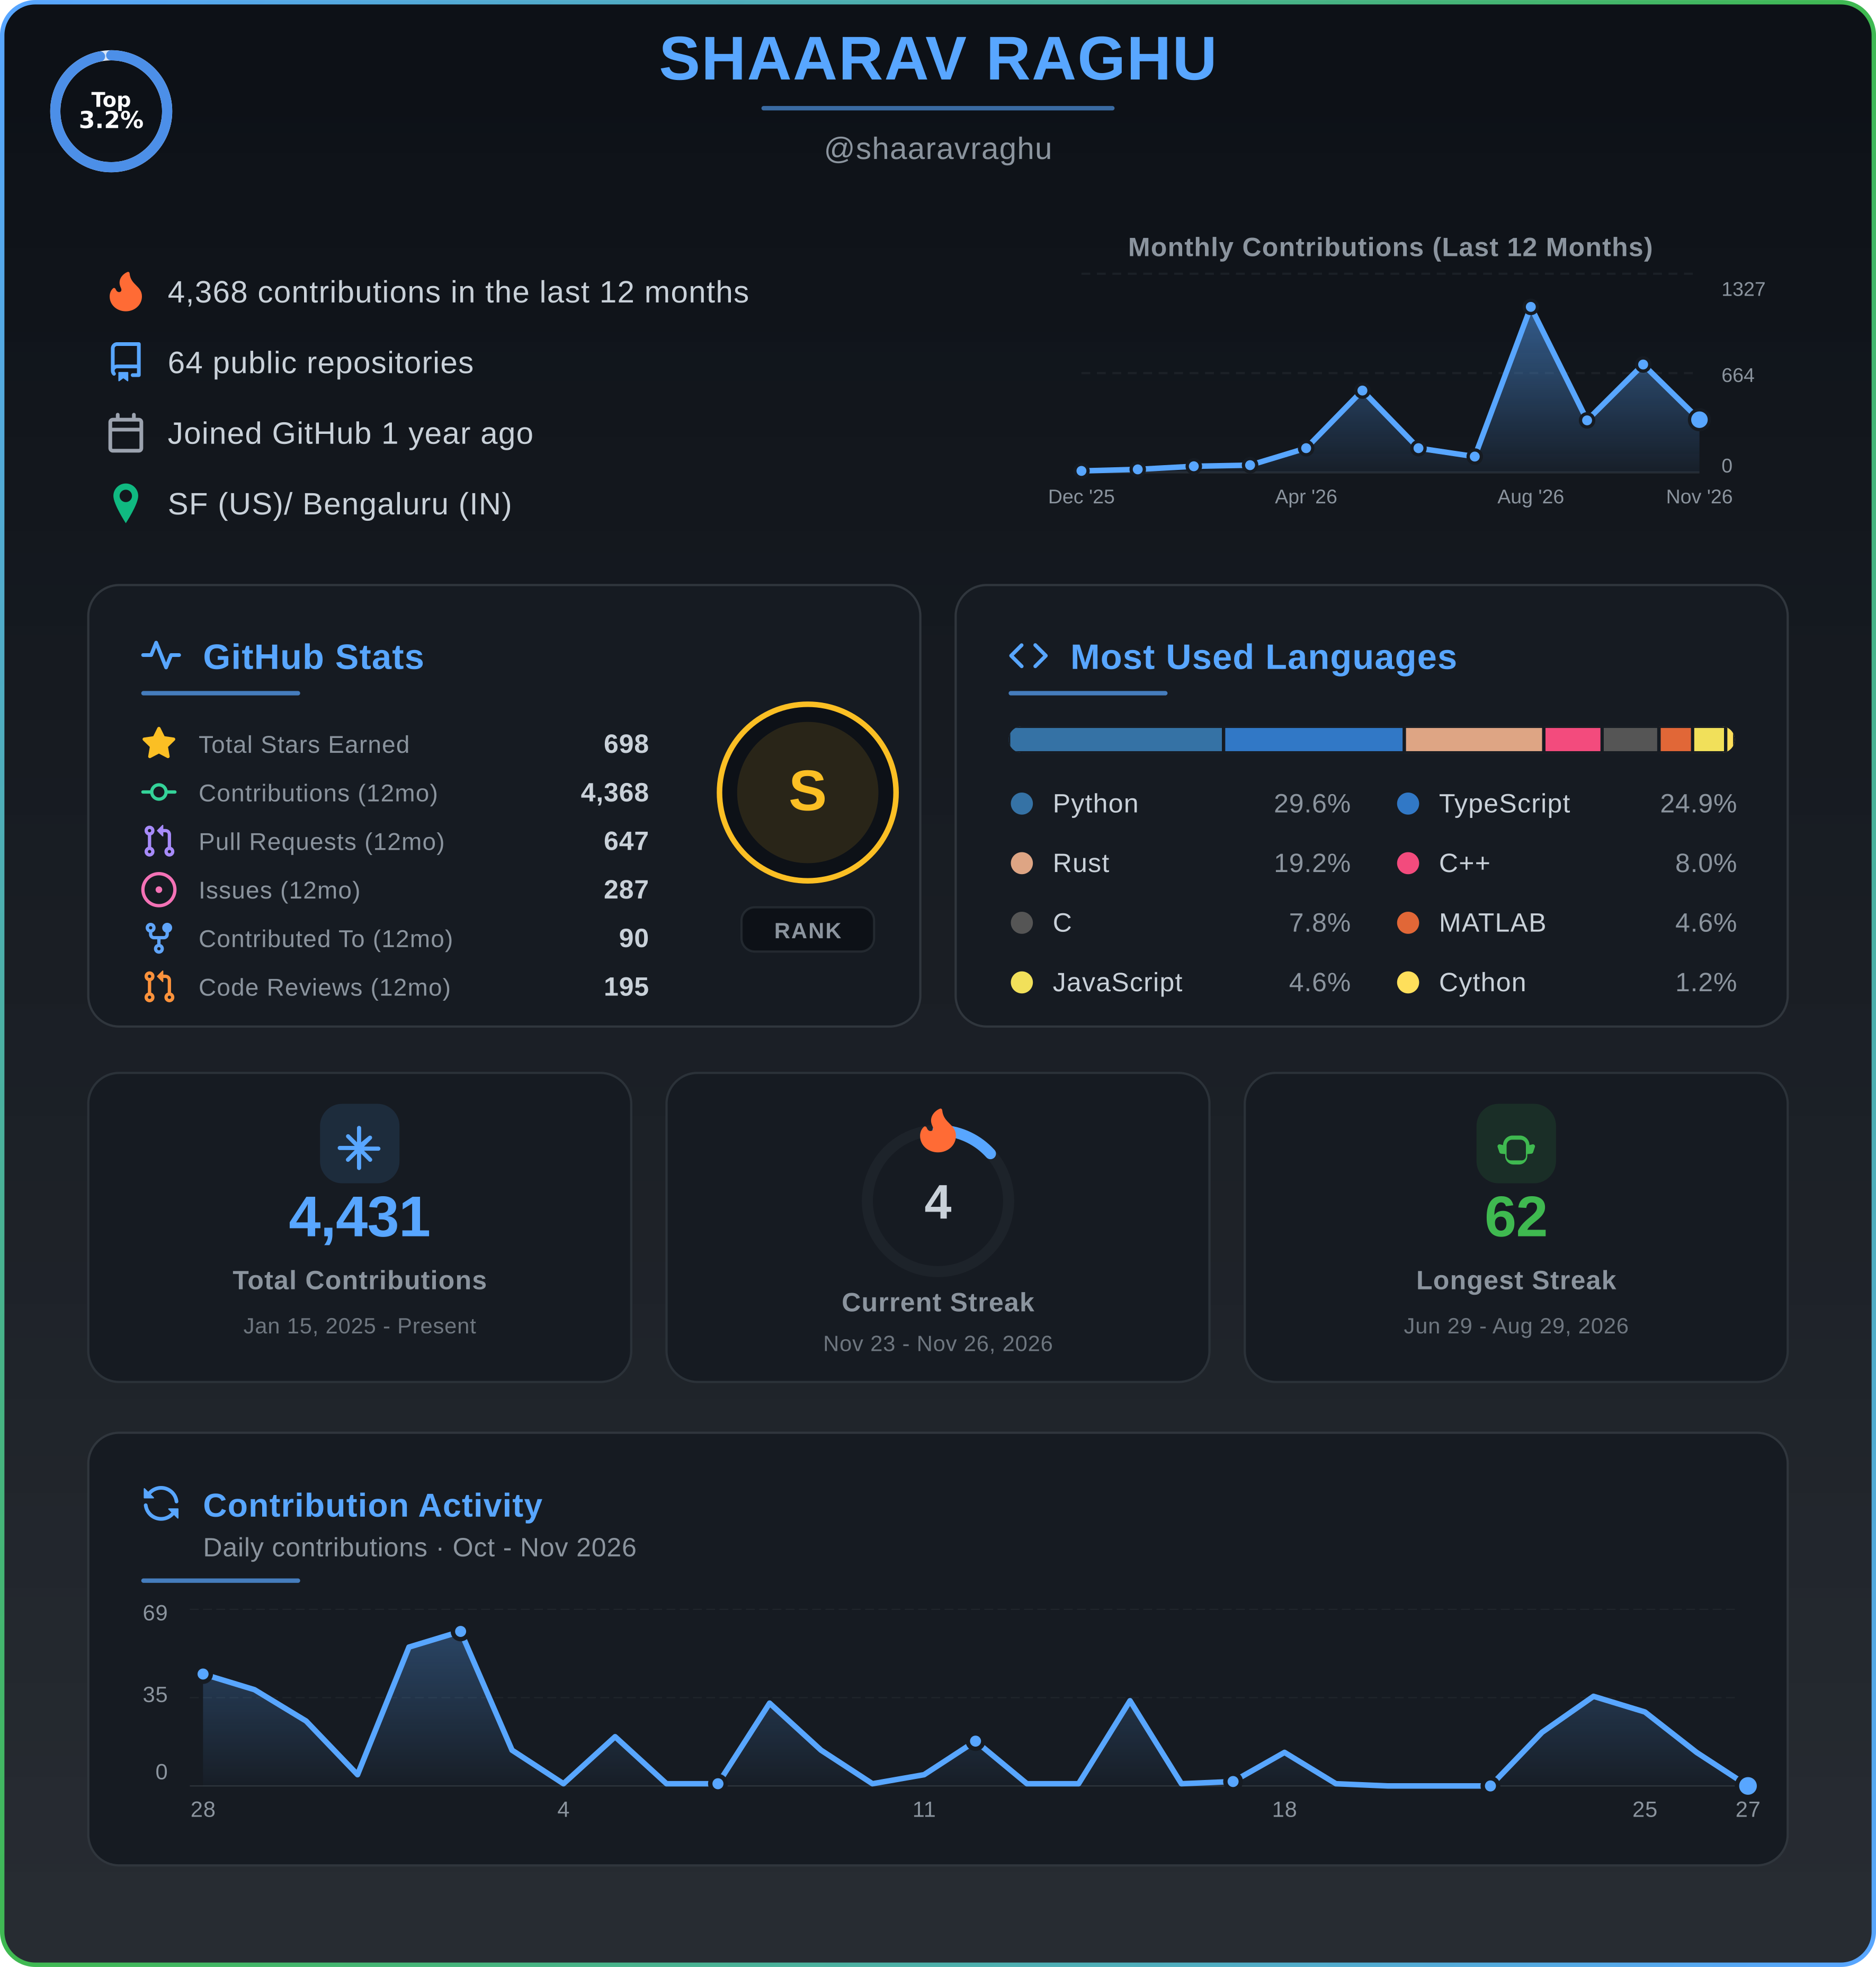 SHAARAV RAGHU
Top
3.2%
@shaaravraghu
4,368 contributions in the last 12 months
64 public repositories
Joined GitHub 1 year ago
SF (US)/ Bengaluru (IN)
Monthly Contributions (Last 12 Months)
1327
664
0
Dec '25 Apr '26 Aug '26 Nov '26
GitHub Stats
Total Stars Earned 698
Contributions (12mo) 4,368
Pull Requests (12mo) 647
Issues (12mo) 287
Contributed To (12mo) 90
Code Reviews (12mo) 195
S
RANK
Most Used Languages
Python 29.6% TypeScript 24.9%
Rust 19.2% C++ 8.0%
C 7.8% MATLAB 4.6%
JavaScript 4.6% Cython 1.2%
4,431
Total Contributions
Jan 15, 2025 - Present
4
Current Streak
Nov 23 - Nov 26, 2026
62
Longest Streak
Jun 29 - Aug 29, 2026
Contribution Activity
Daily contributions · Oct - Nov 2026
69
35
0
28 4 11 18 25 27